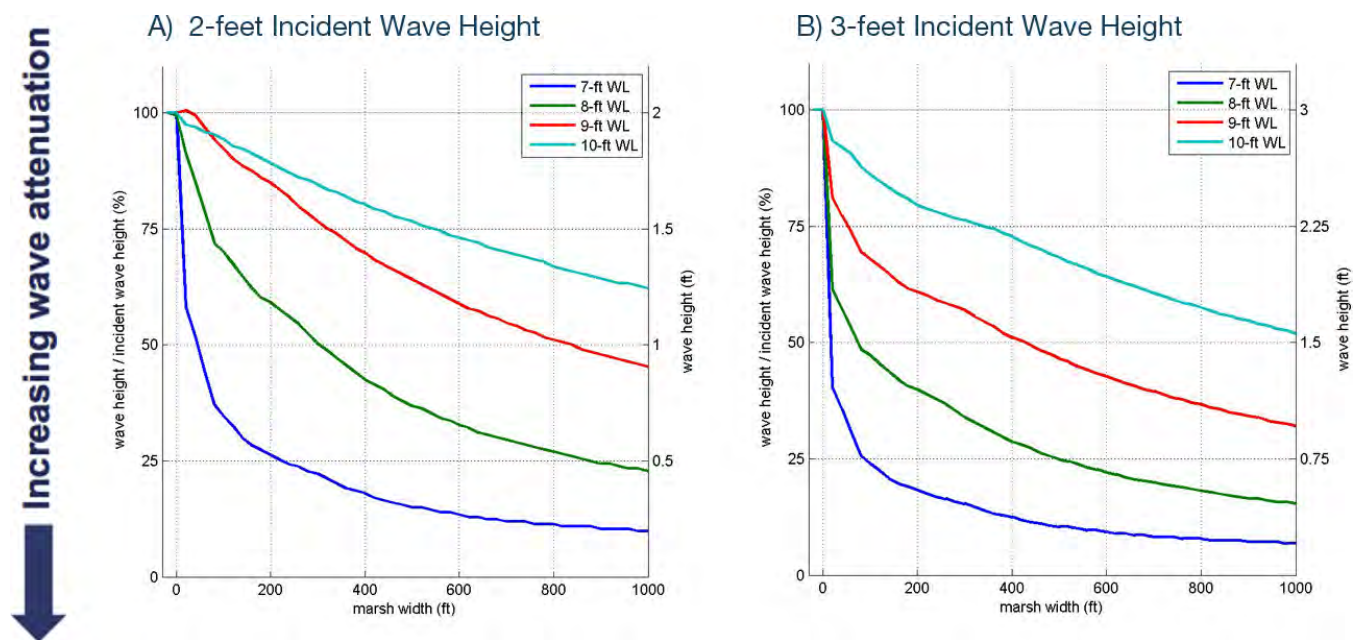 Increasing wave attenuation
A) 2-feet Incident Wave Height
7-ft WL
8-ft WL
9-ft WL
10-ft WL
wave height / incident wave height (%)
100
75
50
25
0
2
1.5
1
0.5
0
wave height (ft)
0 200 400 600 800 1000
marsh width (ft)
B) 3-feet Incident Wave Height
7-ft WL
8-ft WL
9-ft WL
10-ft WL
wave height / incident wave height (%)
100
75
50
25
0
3
2.25
1.5
0.75
0
wave height (ft)
0 200 400 600 800 1000
marsh width (ft)